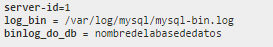 server-id=1
log_bin = /var/log/mysql/mysql-bin.log
binlog_do_db = nombredelabasededatos